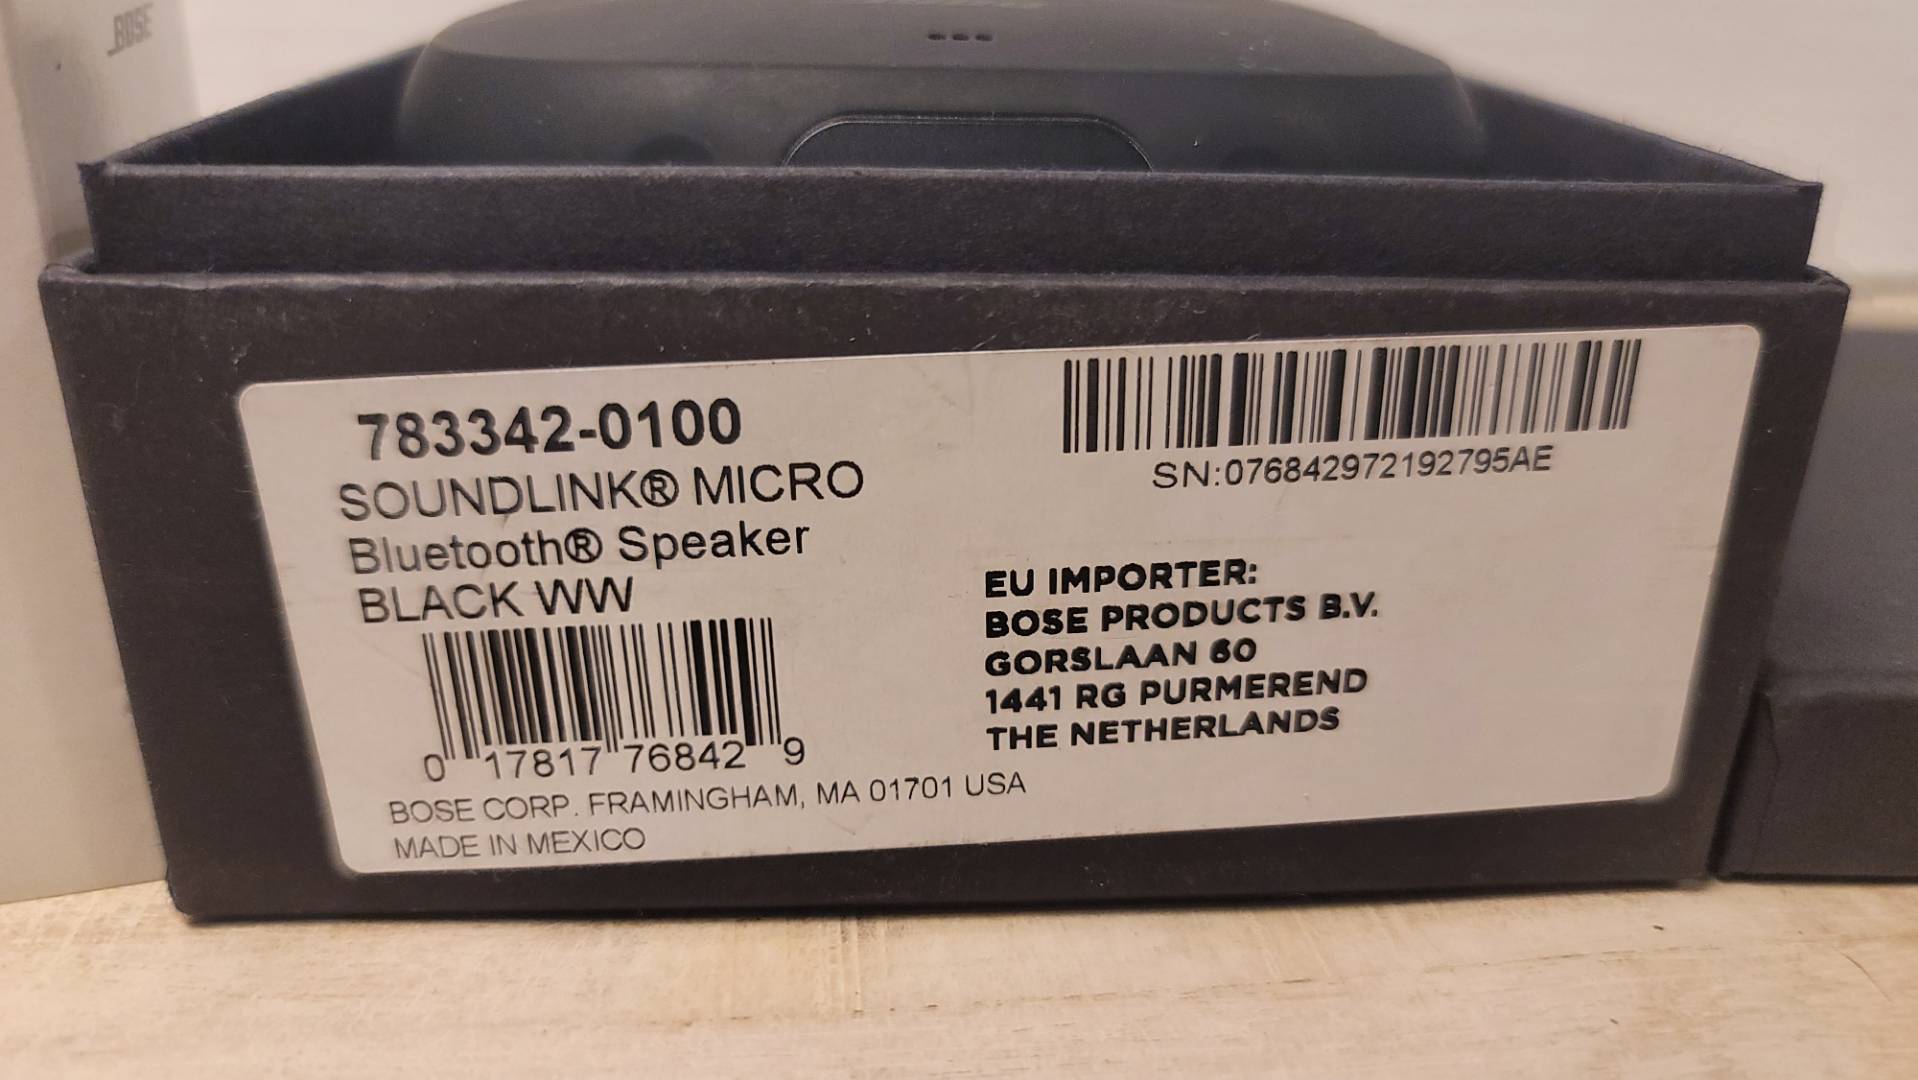 BOSE
783342-0100
SOUNDLINK® MICRO
Bluetooth® Speaker
BLACK WW
0 17817 76842 9
BOSE CORP. FRAMINGHAM, MA 01701 USA
MADE IN MEXICO
SN:076842972192795AE
EU IMPORTER:
BOSE PRODUCTS B.V.
GORSLAAN 60
1441 RG PURMEREND
THE NETHERLANDS